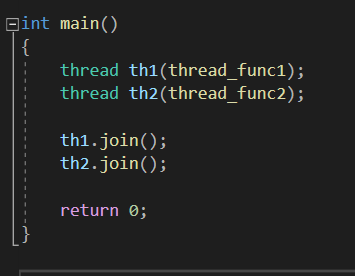 int main()
{
    thread th1(thread_func1);
    thread th2(thread_func2);

    th1.join();
    th2.join();

    return 0;
}